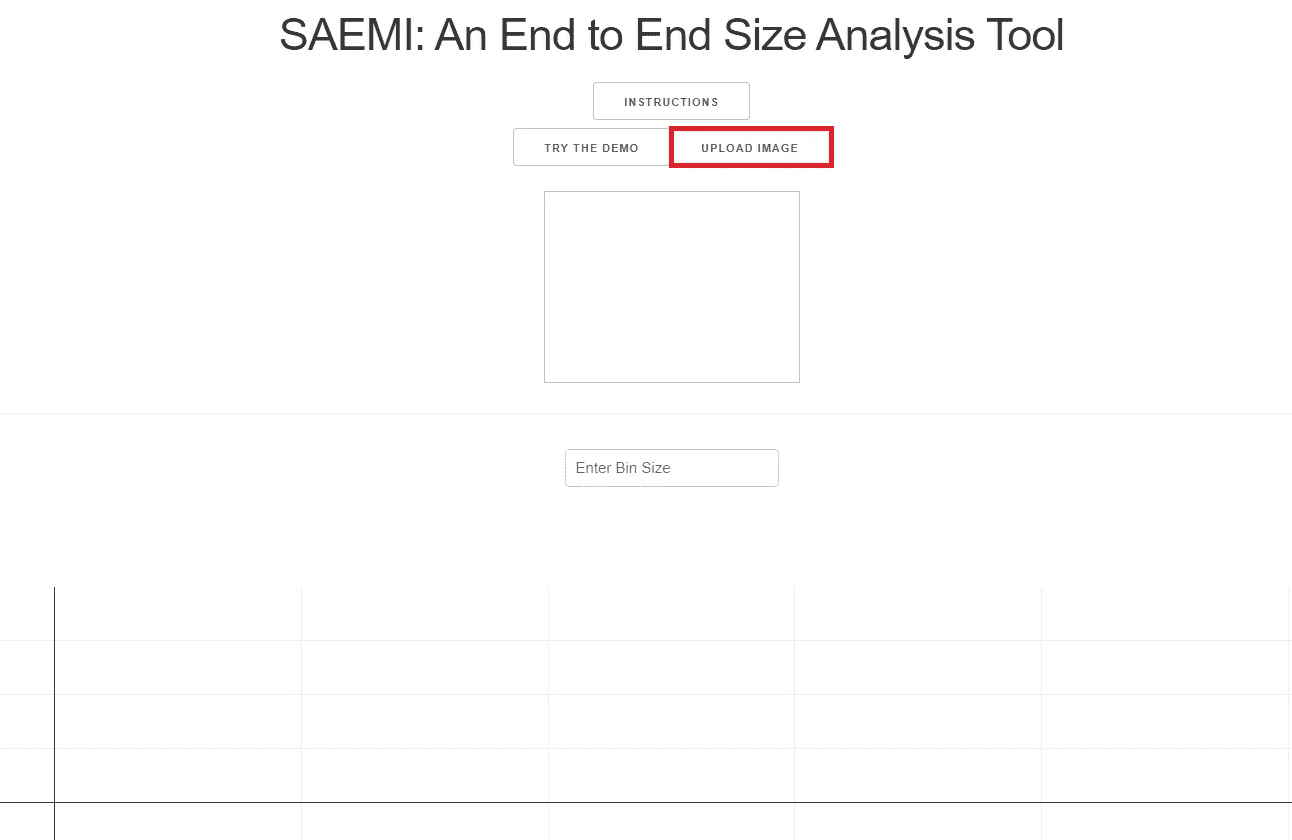 SAEMI: An End to End Size Analysis Tool
INSTRUCTIONS
TRY THE DEMO
UPLOAD IMAGE
Enter Bin Size